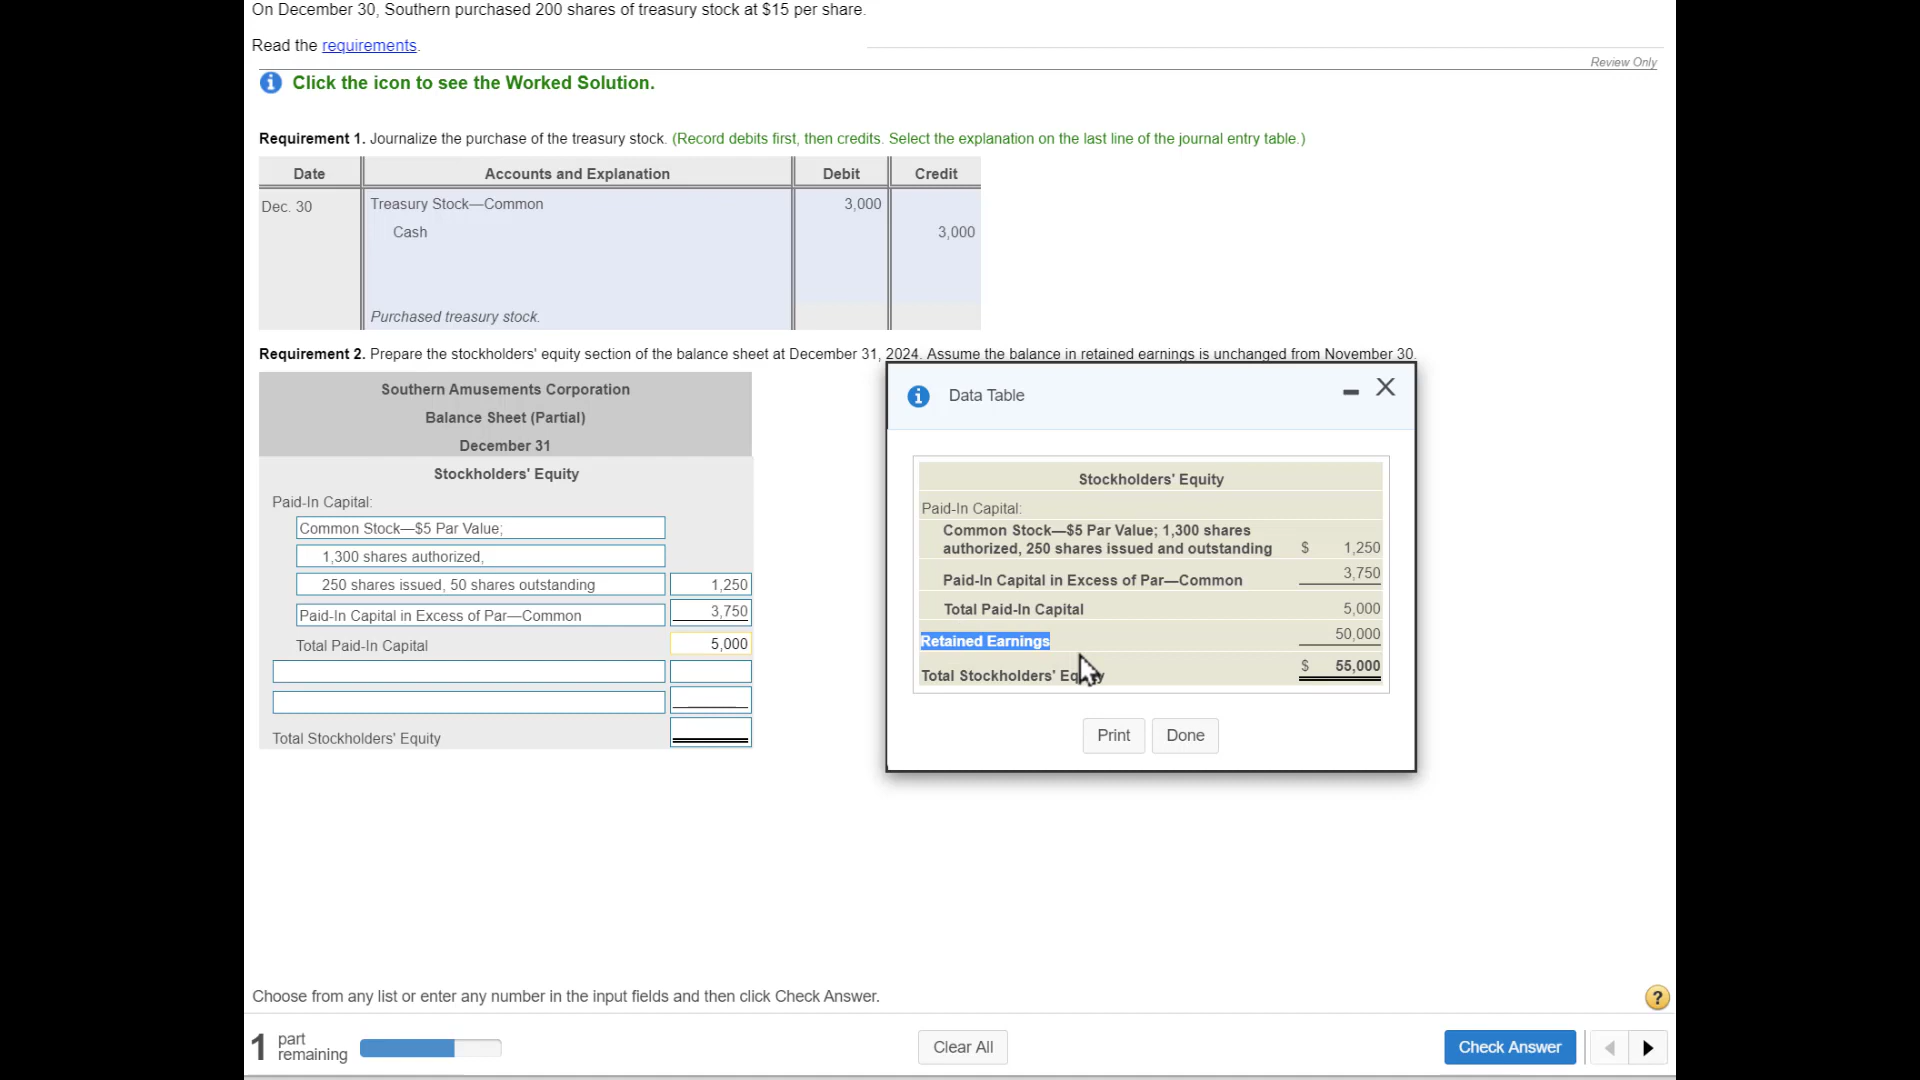 On December 30, Southern purchased 200 shares of treasury stock at $15 per share.
Read the requirements.
Review Only
Click the icon to see the Worked Solution.
Requirement 1. Journalize the purchase of the treasury stock. (Record debits first, then credits. Select the explanation on the last line of the journal entry table.)
Date Accounts and Explanation Debit Credit
Dec. 30 Treasury Stock—Common 3,000
Cash 3,000
Purchased treasury stock.
Requirement 2. Prepare the stockholders' equity section of the balance sheet at December 31, 2024. Assume the balance in retained earnings is unchanged from November 30.
Southern Amusements Corporation
Balance Sheet (Partial)
December 31
Stockholders' Equity
Paid-In Capital:
Common Stock—$5 Par Value;
1,300 shares authorized,
250 shares issued, 50 shares outstanding 1,250
Paid-In Capital in Excess of Par—Common 3,750
Total Paid-In Capital 5,000
Total Stockholders' Equity
Data Table
Stockholders' Equity
Paid-In Capital:
Common Stock—$5 Par Value; 1,300 shares
authorized, 250 shares issued and outstanding $ 1,250
Paid-In Capital in Excess of Par—Common 3,750
Total Paid-In Capital 5,000
Retained Earnings 50,000
Total Stockholders' Equity $ 55,000
Print Done
Choose from any list or enter any number in the input fields and then click Check Answer.
?
1 part
remaining
Clear All
Check Answer